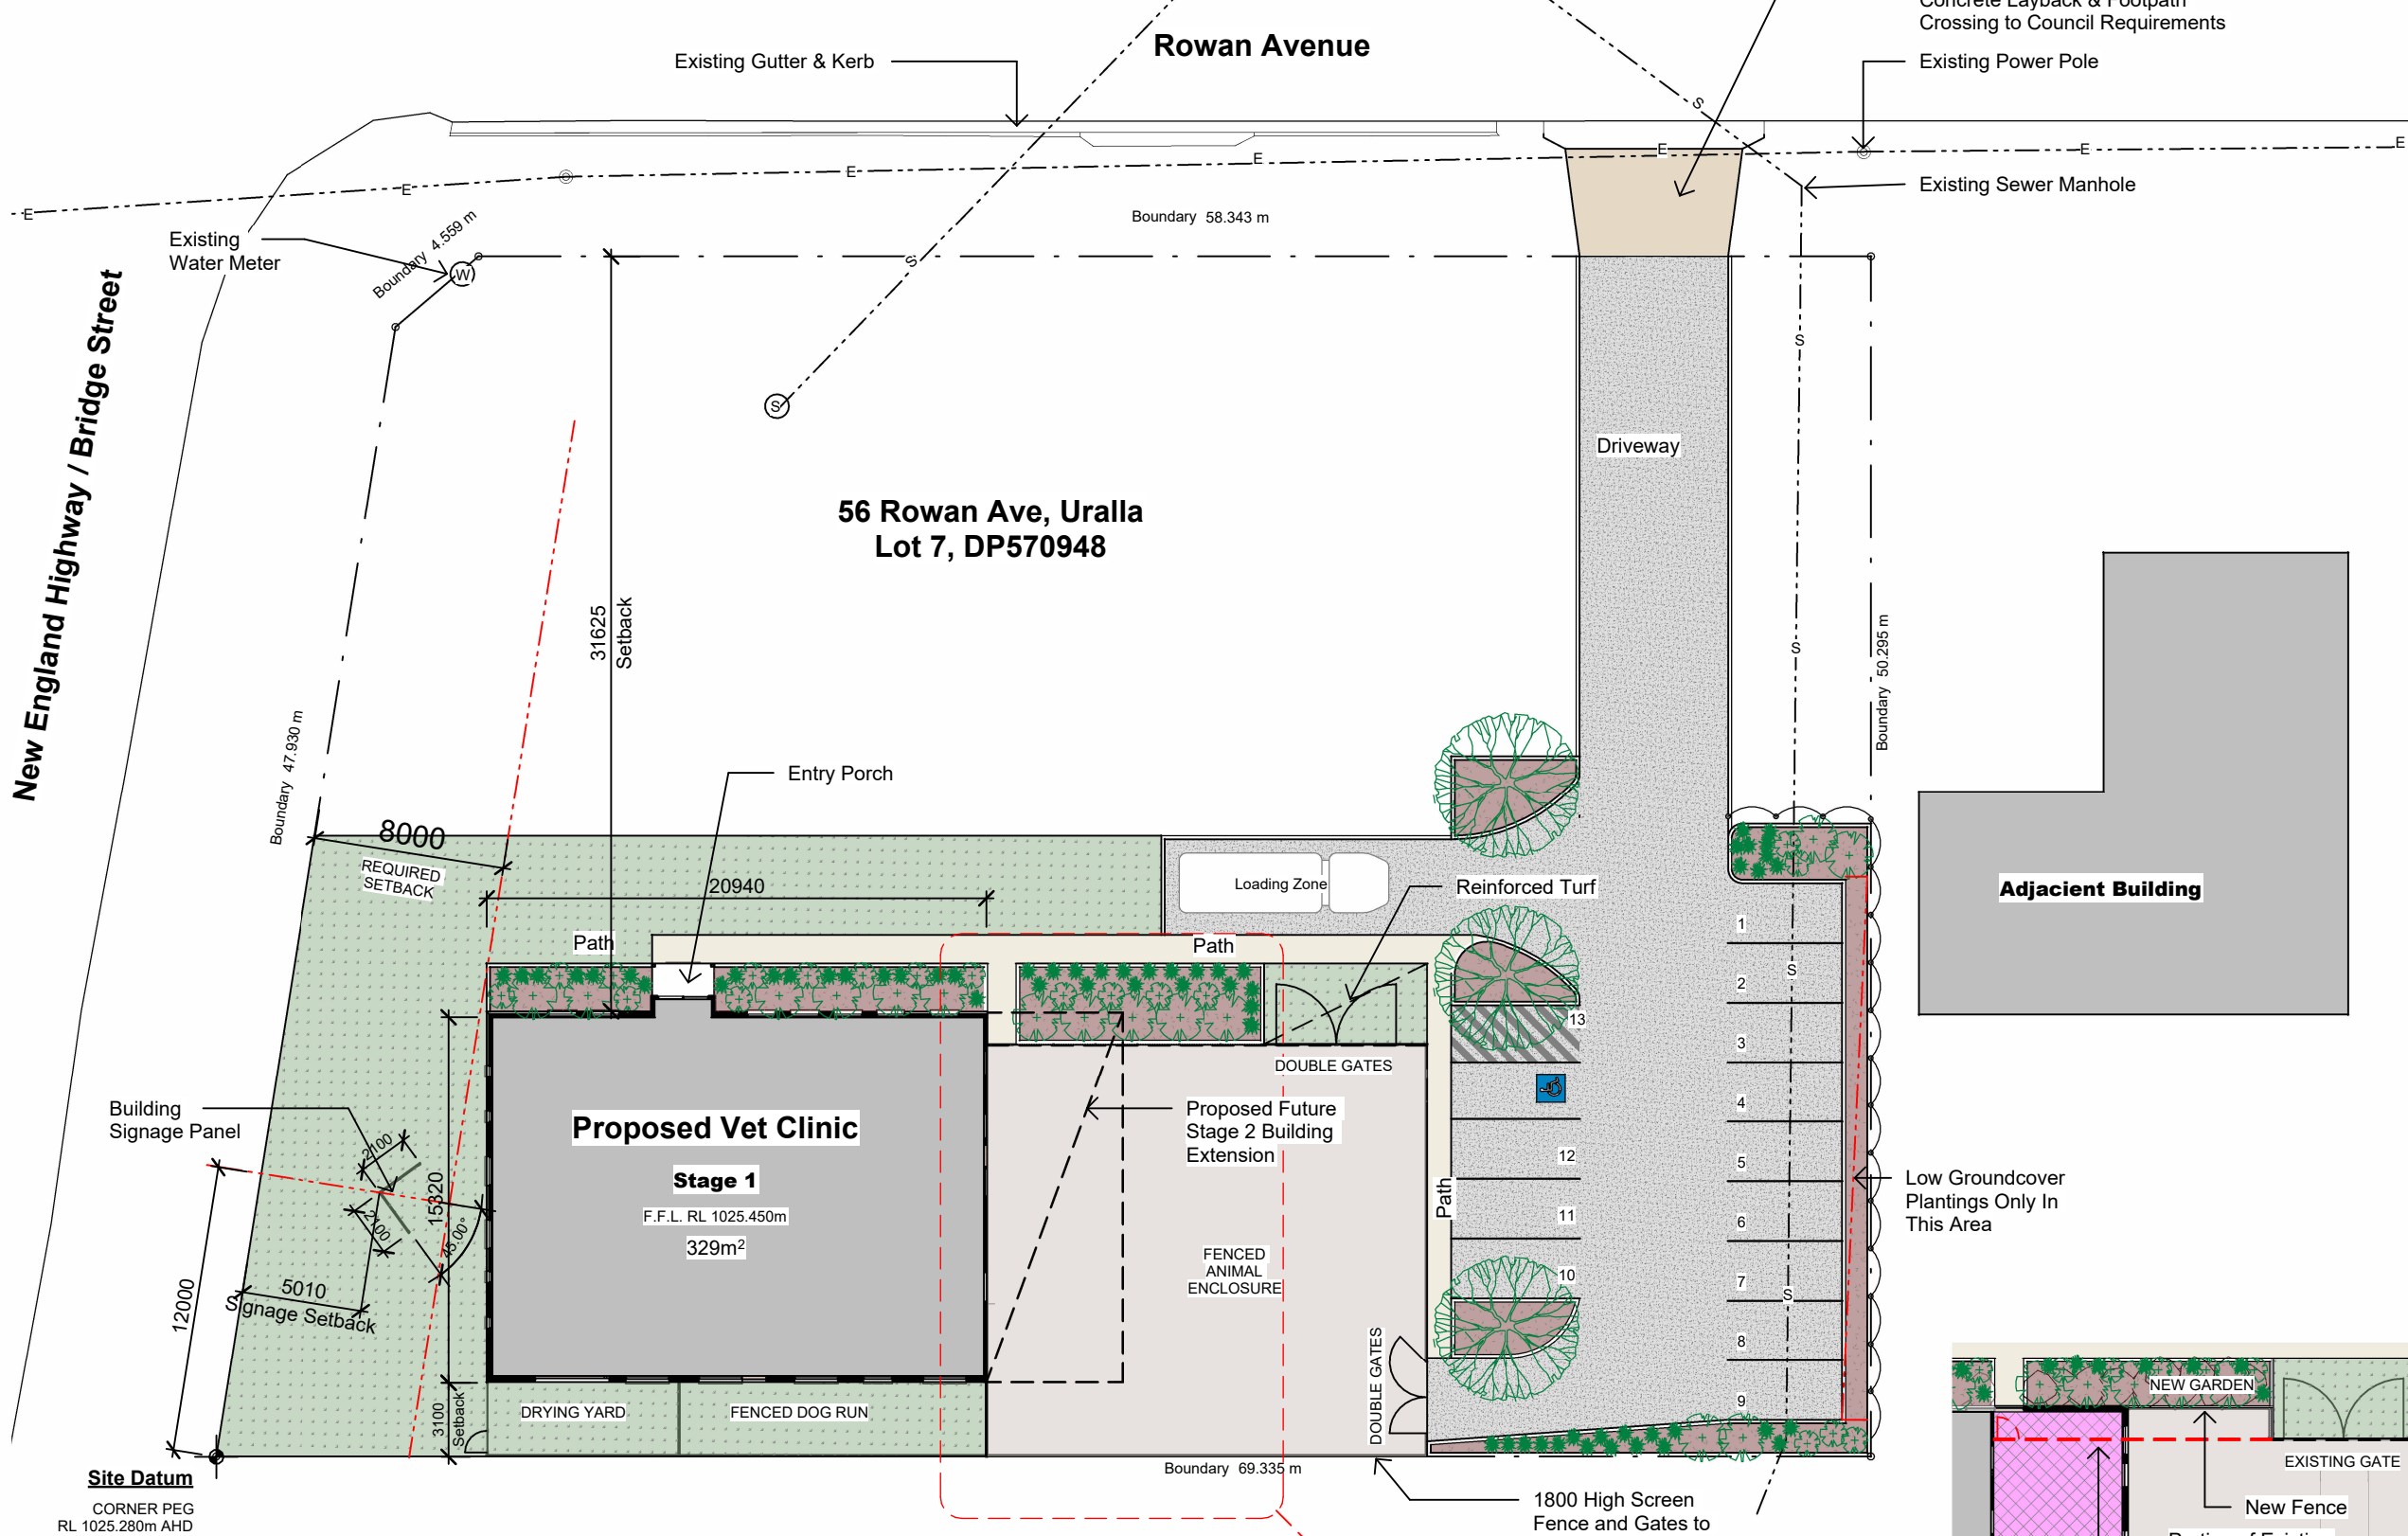 Concrete Layback & Footpath
Crossing to Council Requirements
Rowan Avenue
Existing Gutter & Kerb
Existing Power Pole
S
E
E
E
E
E
E
E
Existing Sewer Manhole
Boundary 58.343 m
Existing
Water Meter
Boundary 4.559 m
W
S
New England Highway / Bridge Street
S
S
Driveway
56 Rowan Ave, Uralla
Lot 7, DP570948
31625
Setback
S
Boundary 50.295 m
Boundary 47.930 m
Entry Porch
8000
REQUIRED
SETBACK
20940
Loading Zone
Reinforced Turf
Adjacient Building
Path
Path
1
2
3
4
5
6
7
8
9
S
S
13
12
11
10
DOUBLE GATES
Building
Signage Panel
2100
2100
15320
45.00°
Proposed Vet Clinic
Stage 1
F.F.L. RL 1025.450m
329m²
Proposed Future
Stage 2 Building
Extension
Path
Low Groundcover
Plantings Only In
This Area
FENCED
ANIMAL
ENCLOSURE
5010
Signage Setback
12000
DOUBLE GATES
3100
Setback
DRYING YARD
FENCED DOG RUN
Boundary 69.335 m
Site Datum
CORNER PEG
RL 1025.280m AHD
1800 High Screen
Fence and Gates to
NEW GARDEN
EXISTING GATE
New Fence
Portion of Existing